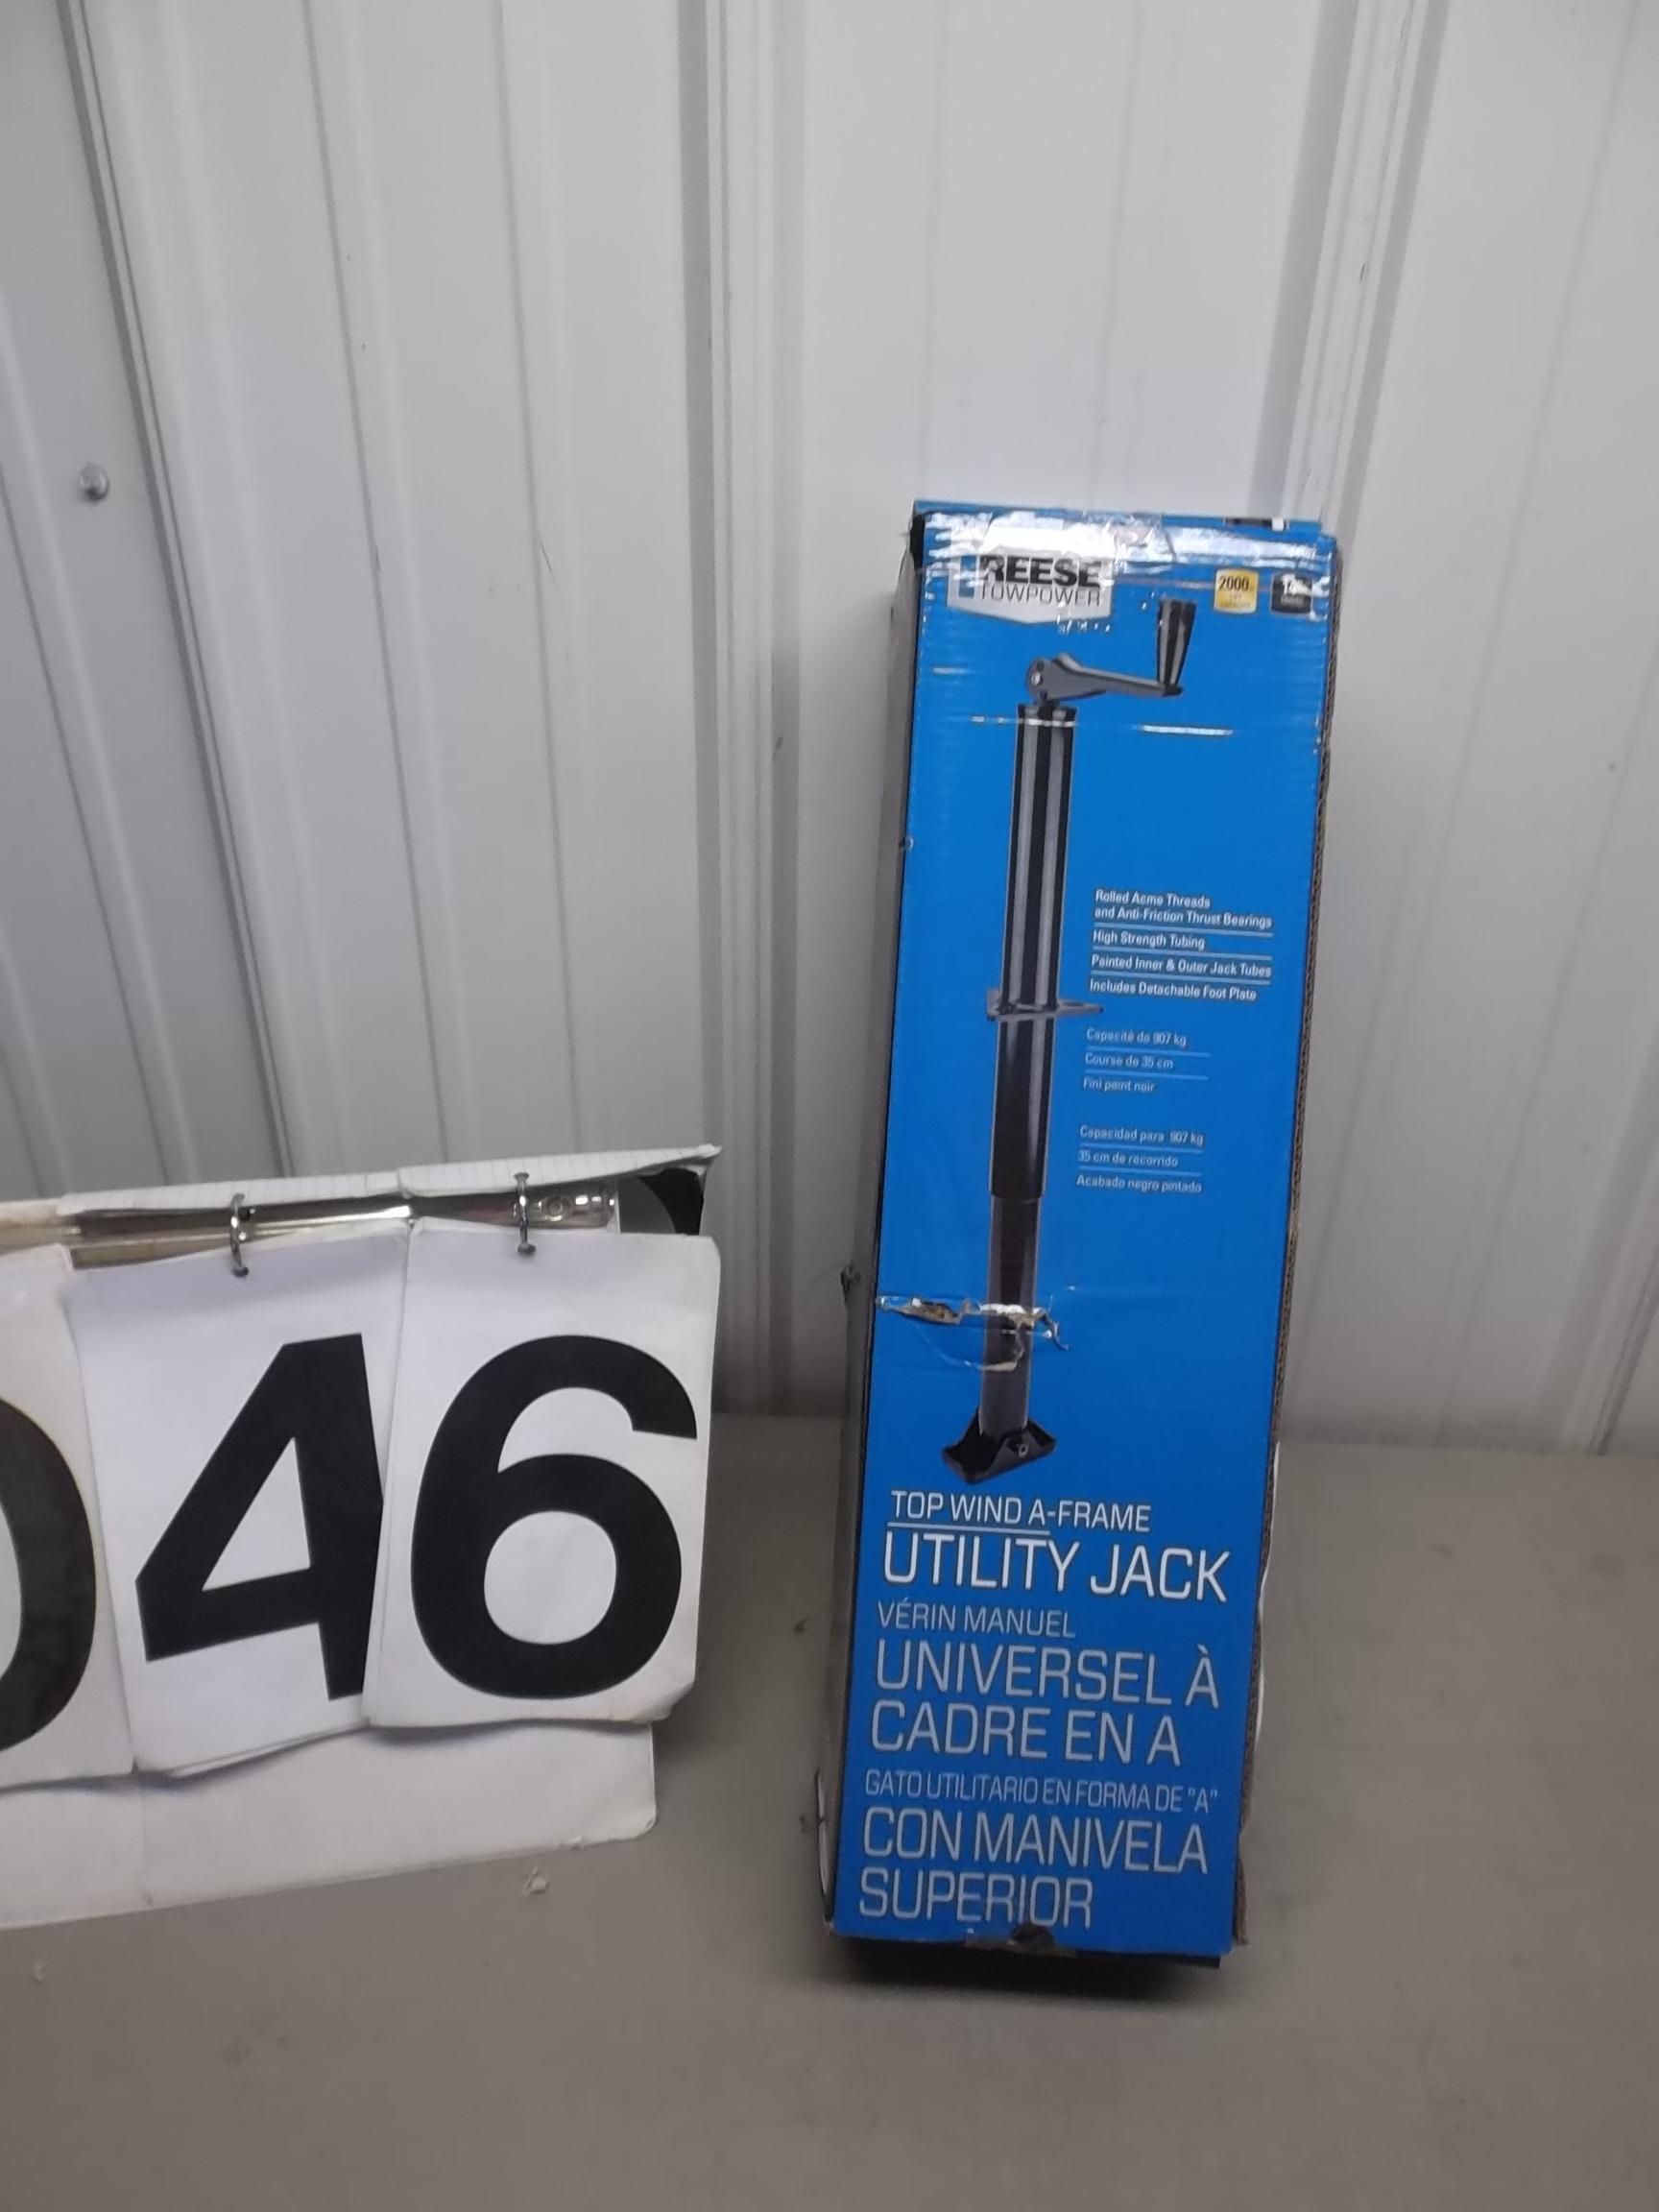 REESE
TOWPOWER
2000
Rolled Acme Threads
and Anti-Friction Thrust Bearings
High Strength Tubing
Painted Inner & Outer Jack Tubes
Includes Detachable Foot Plate
Capacité de 907 kg
Course de 35 cm
Fini peint noir
Capacidad para 907 kg
35 cm de recorrido
Acabado negro pintado
046
TOP WIND A-FRAME
UTILITY JACK
VÉRIN MANUEL
UNIVERSEL À
CADRE EN A
GATO UTILITARIO EN FORMA DE "A"
CON MANIVELA
SUPERIOR